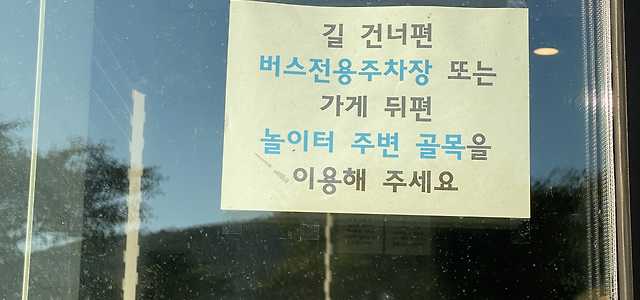 길 건너편
버스전용주차장 또는
가게 뒤편
놀이터 주변 골목을
이용해 주세요